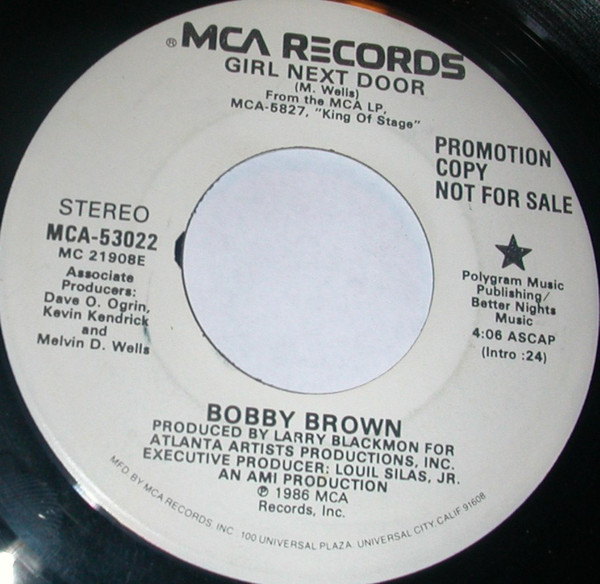 ® MCA RECORDS
GIRL NEXT DOOR
(M. Wells)
From the MCA LP,
MCA-5827, "King Of Stage"
PROMOTION
COPY
NOT FOR SALE
STEREO
MCA-53022
MC 21908E
Associate
Producers:
Dave O. Ogrin,
Kevin Kendrick
and
Melvin D. Wells
★
Polygram Music
Publishing/
Better Nights
Music
4:06 ASCAP
(Intro :24)
BOBBY BROWN
PRODUCED BY LARRY BLACKMON FOR
ATLANTA ARTISTS PRODUCTIONS, INC.
EXECUTIVE PRODUCER: LOUIL SILAS, JR.
AN AMI PRODUCTION
℗ 1986 MCA
Records, Inc.
MFD BY MCA RECORDS, INC 100 UNIVERSAL PLAZA, UNIVERSAL CITY, CALIF 91608